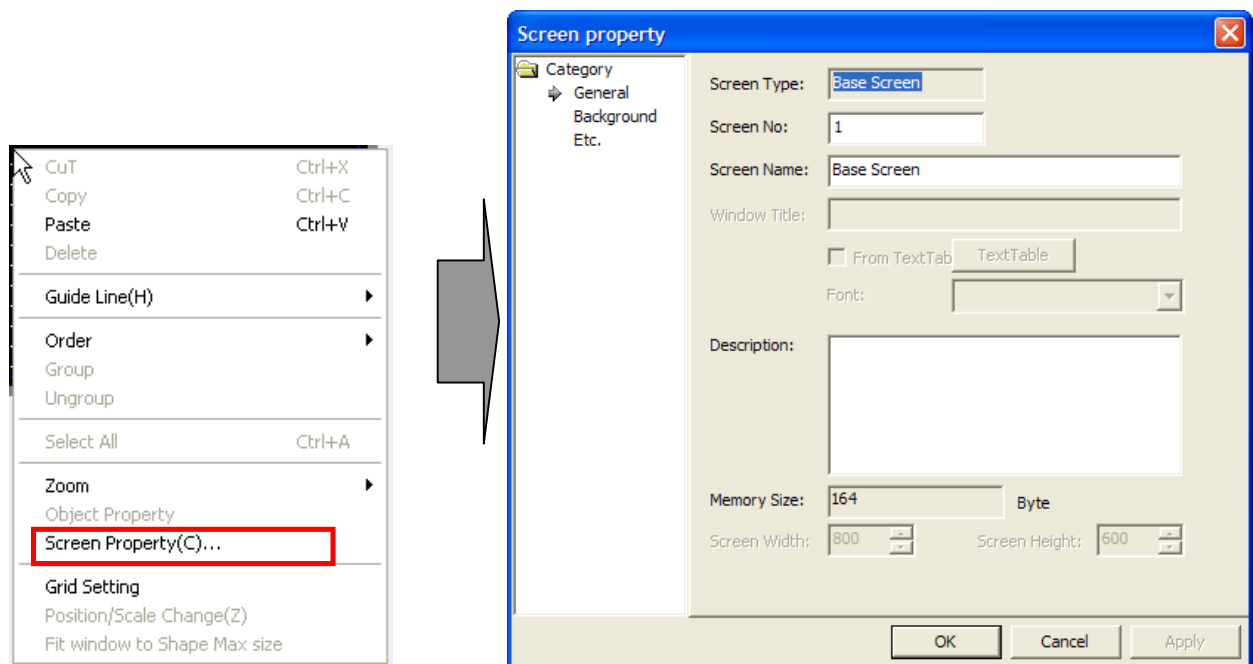 CuT Ctrl+X
Copy Ctrl+C
Paste Ctrl+V
Delete
Guide Line(H)
Order
Group
Ungroup
Select All Ctrl+A
Zoom
Object Property
Screen Property(C)...
Grid Setting
Position/Scale Change(Z)
Fit window to Shape Max size
Screen property
Category
General
Background
Etc.
Screen Type: Base Screen
Screen No: 1
Screen Name: Base Screen
Window Title:
From TextTab TextTable
Font:
Description:
Memory Size: 164 Byte
Screen Width: 800 Screen Height: 600
OK Cancel Apply